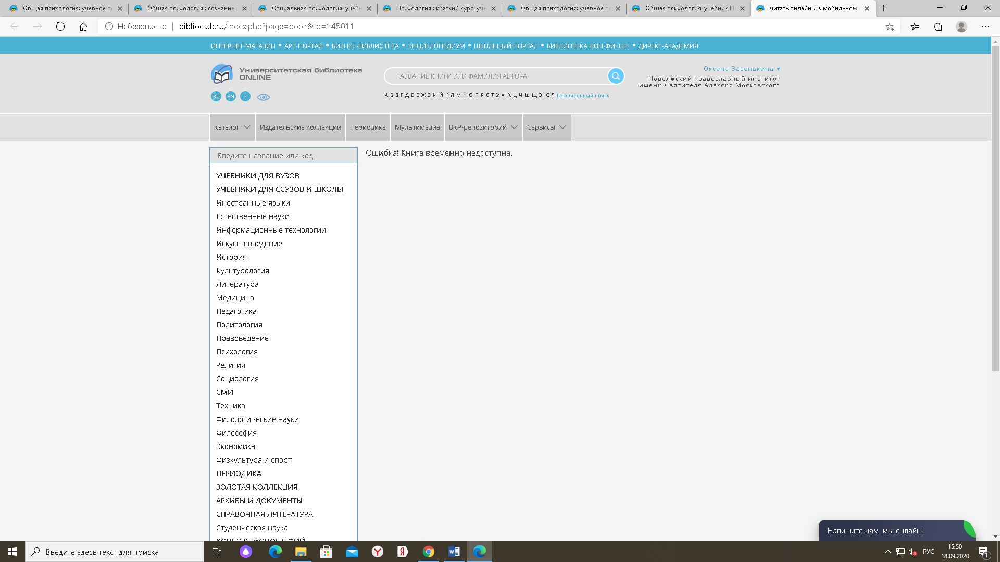 Общая психология: учебное п
Общая психология : сознание
Социальная психология: учеб
Психология : краткий курс: уче
Общая психология: учебное по
Общая психология: учебник Н
читать онлайн и в мобильном
Небезопасно | biblioclub.ru/index.php?page=book&id=145011
ИНТЕРНЕТ-МАГАЗИН • АРТ-ПОРТАЛ • БИЗНЕС-БИБЛИОТЕКА • ЭНЦИКЛОПЕДИУМ • ШКОЛЬНЫЙ ПОРТАЛ • БИБЛИОТЕКА НОН-ФИКШН • ДИРЕКТ-АКАДЕМИЯ
Университетская библиотека
ONLINE
RU EN ?
НАЗВАНИЕ КНИГИ ИЛИ ФАМИЛИЯ АВТОРА
А Б В Г Д Е Ё Ж З И Й К Л М Н О П Р С Т У Ф Х Ц Ч Ш Щ Э Ю Я Расширенный поиск
Оксана Васенькина ▼
Поволжский православный институт
имени Святителя Алексия Московского
Каталог
Издательские коллекции
Периодика
Мультимедиа
ВКР-репозиторий
Сервисы
Введите название или код
УЧЕБНИКИ ДЛЯ ВУЗОВ
УЧЕБНИКИ ДЛЯ ССУЗОВ И ШКОЛЫ
Иностранные языки
Естественные науки
Информационные технологии
Искусствоведение
История
Культурология
Литература
Медицина
Педагогика
Политология
Правоведение
Психология
Религия
Социология
СМИ
Техника
Филологические науки
Философия
Экономика
Физкультура и спорт
ПЕРИОДИКА
ЗОЛОТАЯ КОЛЛЕКЦИЯ
АРХИВЫ И ДОКУМЕНТЫ
СПРАВОЧНАЯ ЛИТЕРАТУРА
Студенческая наука
КОНКУРС МОНОГРАФИЙ
Ошибка! Книга временно недоступна.
Напишите нам, мы онлайн!
Введите здесь текст для поиска
РУС
15:50
18.09.2020
1